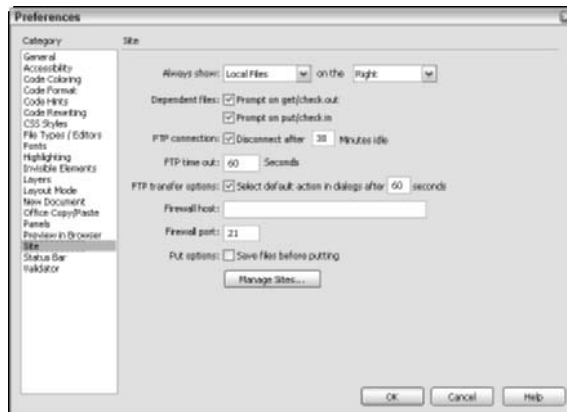 Preferences
Category
Site
General
Accessibility
Code Coloring
Code Format
Code Hints
Code Rewriting
CSS Styles
File Types / Editors
Fonts
Highlighting
Invisible Elements
Layers
Layout Mode
New Document
Office Copy/Paste
Panels
Preview in Browser
Site
Status Bar
Validator
Always show: Local Files on the Right
Dependent files: Prompt on get/check out
Prompt on put/check in
FTP connection: Disconnect after 30 Minutes idle
FTP time out: 60 Seconds
FTP transfer options: Select default action in dialogs after 60 seconds
Firewall host:
Firewall port: 21
Put options: Save files before putting
Manage Sites...
OK Cancel Help